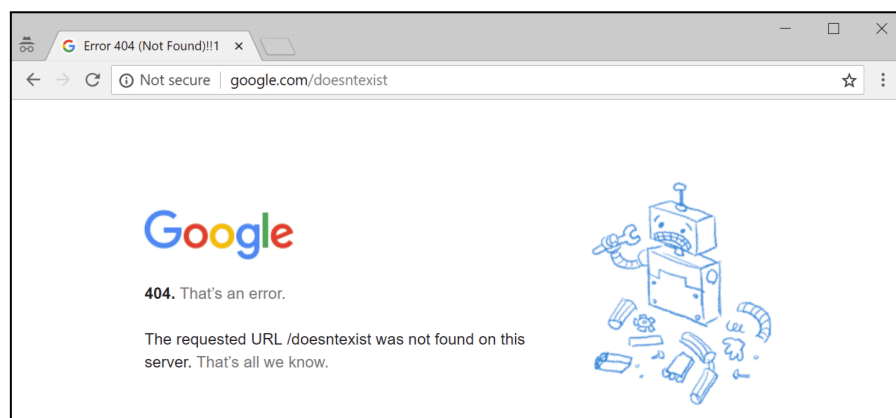 Error 404 (Not Found)!!1
Not secure google.com/doesntexist
Google
404. That's an error.
The requested URL /doesntexist was not found on this
server. That's all we know.